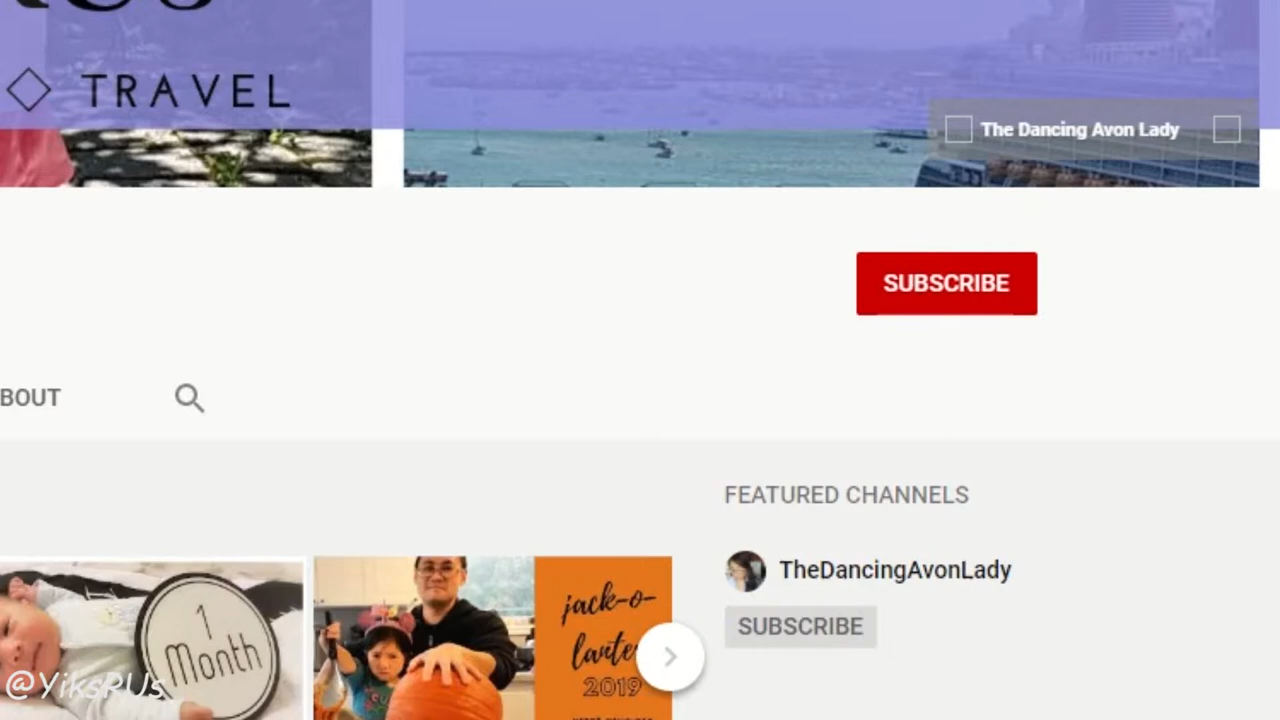 TRAVEL
The Dancing Avon Lady
SUBSCRIBE
BOUT
FEATURED CHANNELS
TheDancingAvonLady
SUBSCRIBE
1
Month
jack-o-
lante
2019
@YiksRUs